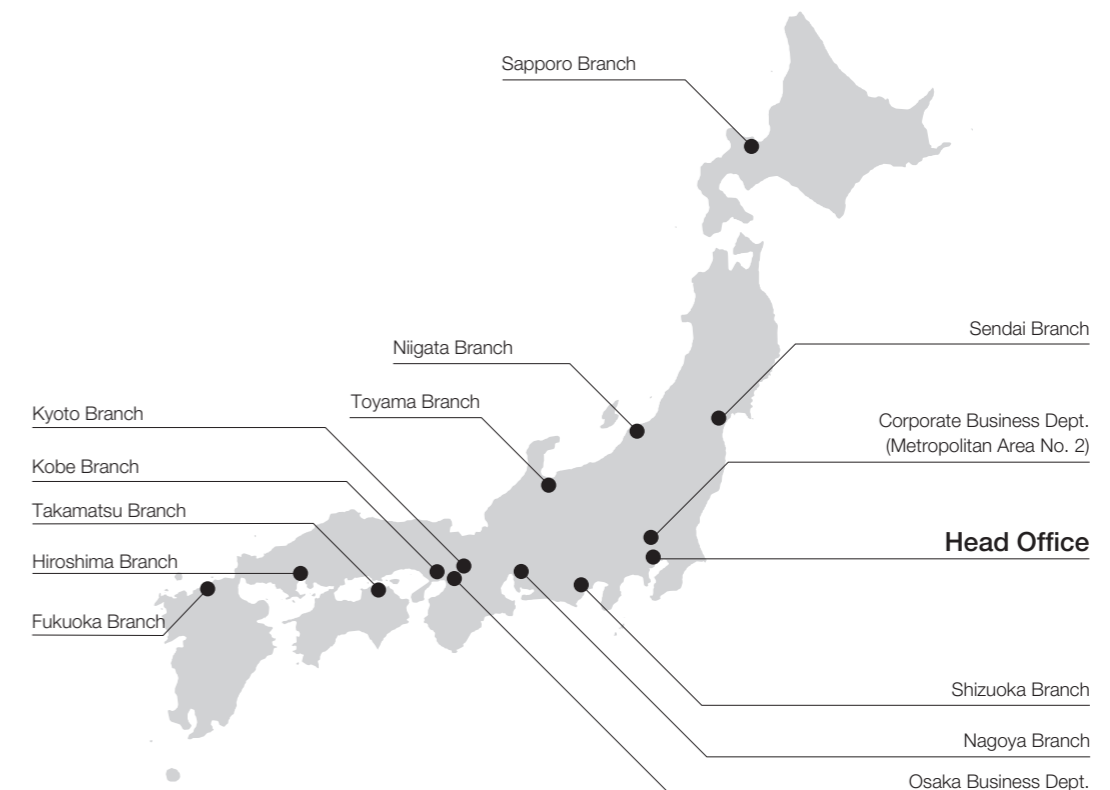 Sapporo Branch
Sendai Branch
Niigata Branch
Toyama Branch
Kyoto Branch
Corporate Business Dept.
(Metropolitan Area No. 2)
Kobe Branch
Takamatsu Branch
Head Office
Hiroshima Branch
Fukuoka Branch
Shizuoka Branch
Nagoya Branch
Osaka Business Dept.